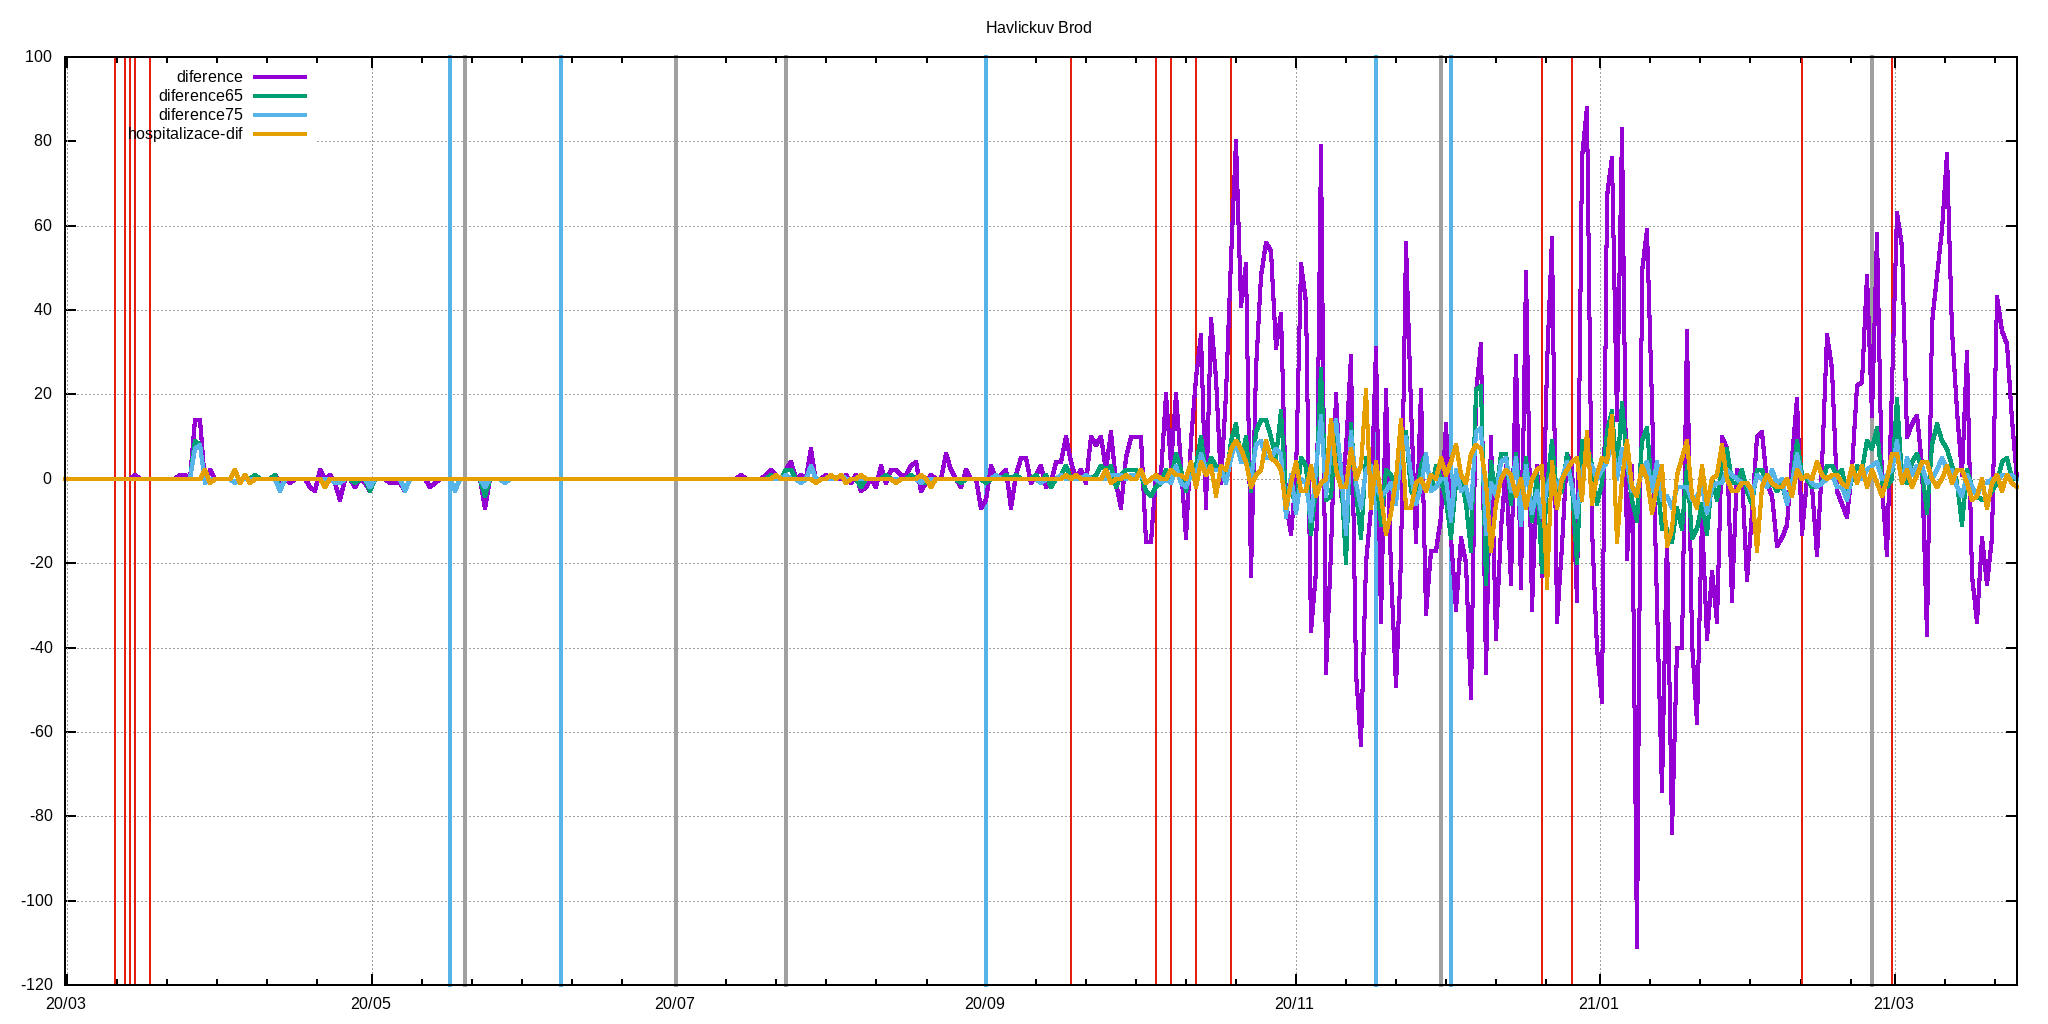 Havlickuv Brod
100
diference
diference65
diference75
hospitalizace-dif
80
60
40
20
0
-20
-40
-60
-80
-100
-120
20/03 20/05 20/07 20/09 20/11 21/01 21/03